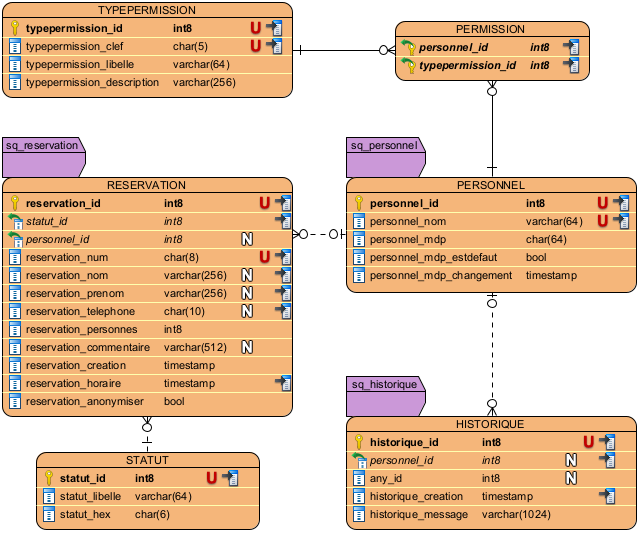 TYPEPERMISSION
typepermission_id int8 U
typepermission_clef char(5) U
typepermission_libelle varchar(64)
typepermission_description varchar(256)
PERMISSION
personnel_id int8
typepermission_id int8
sq_reservation
RESERVATION
reservation_id int8 U
statut_id int8
personnel_id int8 N
reservation_num char(8) U
reservation_nom varchar(256) N
reservation_prenom varchar(256) N
reservation_telephone char(10) N
reservation_personnes int8
reservation_commentaire varchar(512) N
reservation_creation timestamp
reservation_horaire timestamp
reservation_anonymiser bool
sq_personnel
PERSONNEL
personnel_id int8 U
personnel_nom varchar(64) U
personnel_mdp char(64)
personnel_mdp_estdefaut bool
personnel_mdp_changement timestamp
STATUT
statut_id int8 U
statut_libelle varchar(64)
statut_hex char(6)
sq_historique
HISTORIQUE
historique_id int8 U
personnel_id int8 N
any_id int8 N
historique_creation timestamp
historique_message varchar(1024)